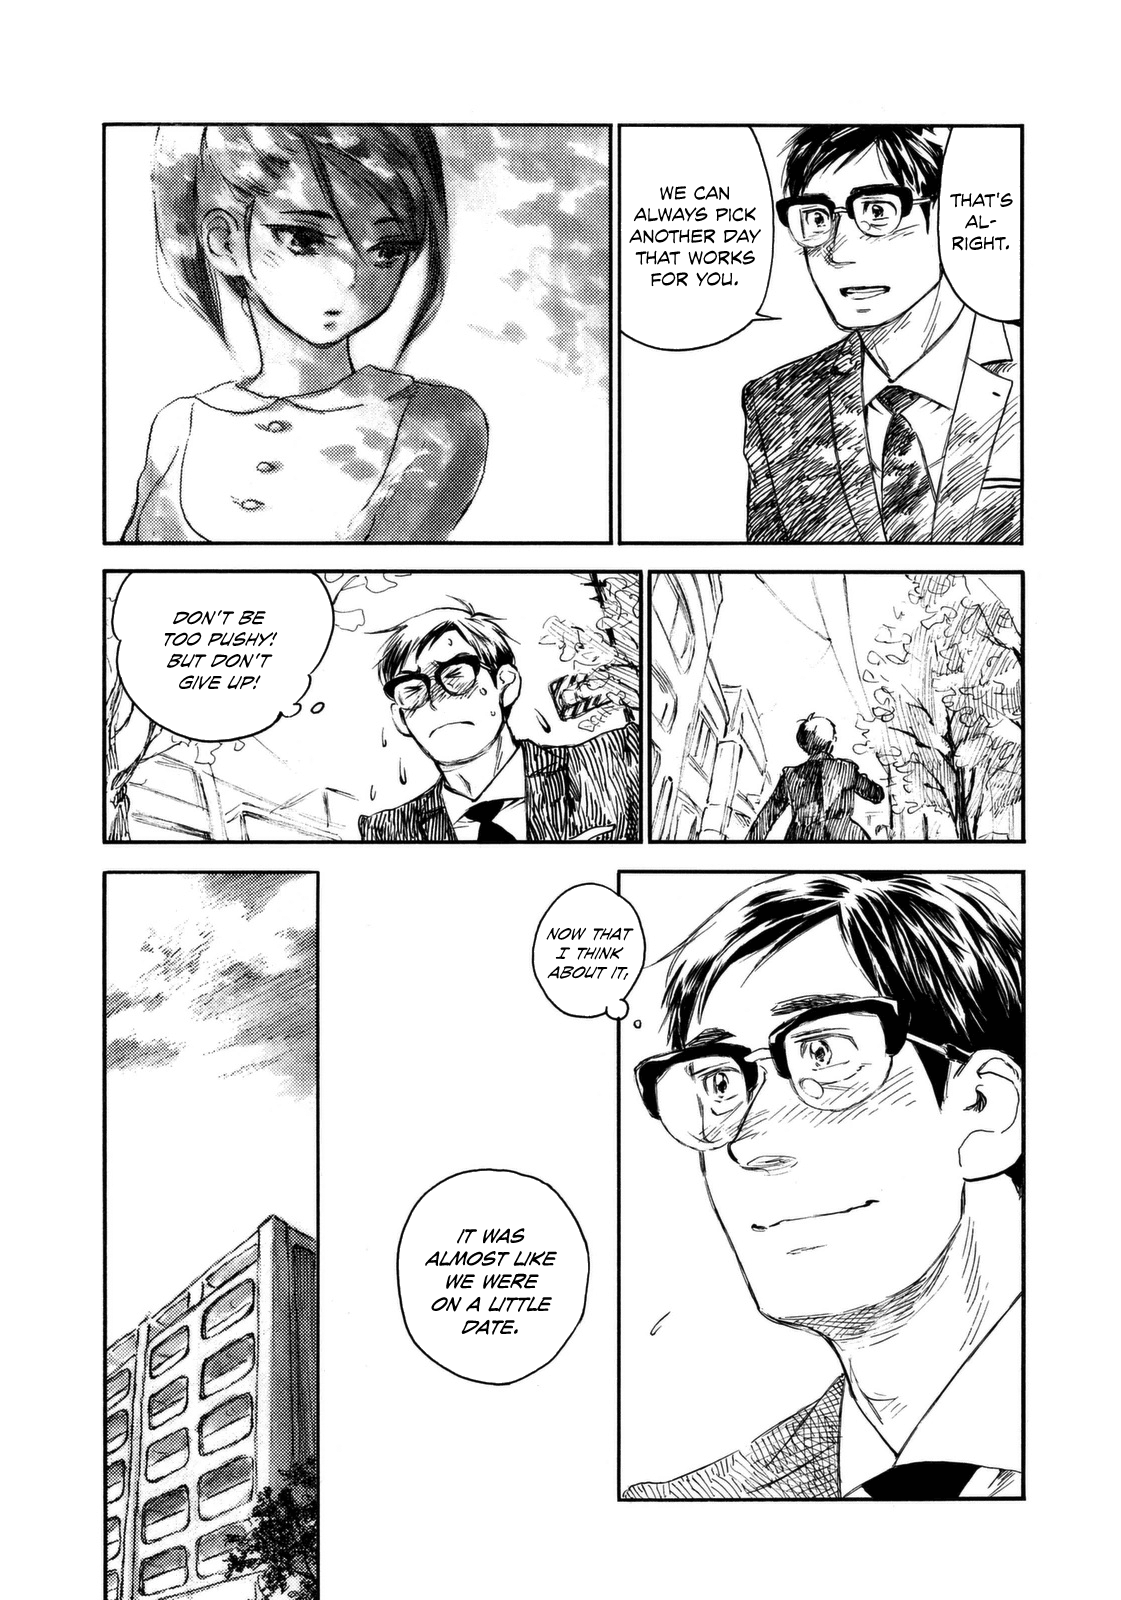 THAT'S
AL-
RIGHT.
WE CAN
ALWAYS PICK
ANOTHER DAY
THAT WORKS
FOR YOU.
DON'T BE
TOO PUSHY!
BUT DON'T
GIVE UP!
NOW THAT
I THINK
ABOUT IT,
IT WAS
ALMOST LIKE
WE WERE
ON A LITTLE
DATE.